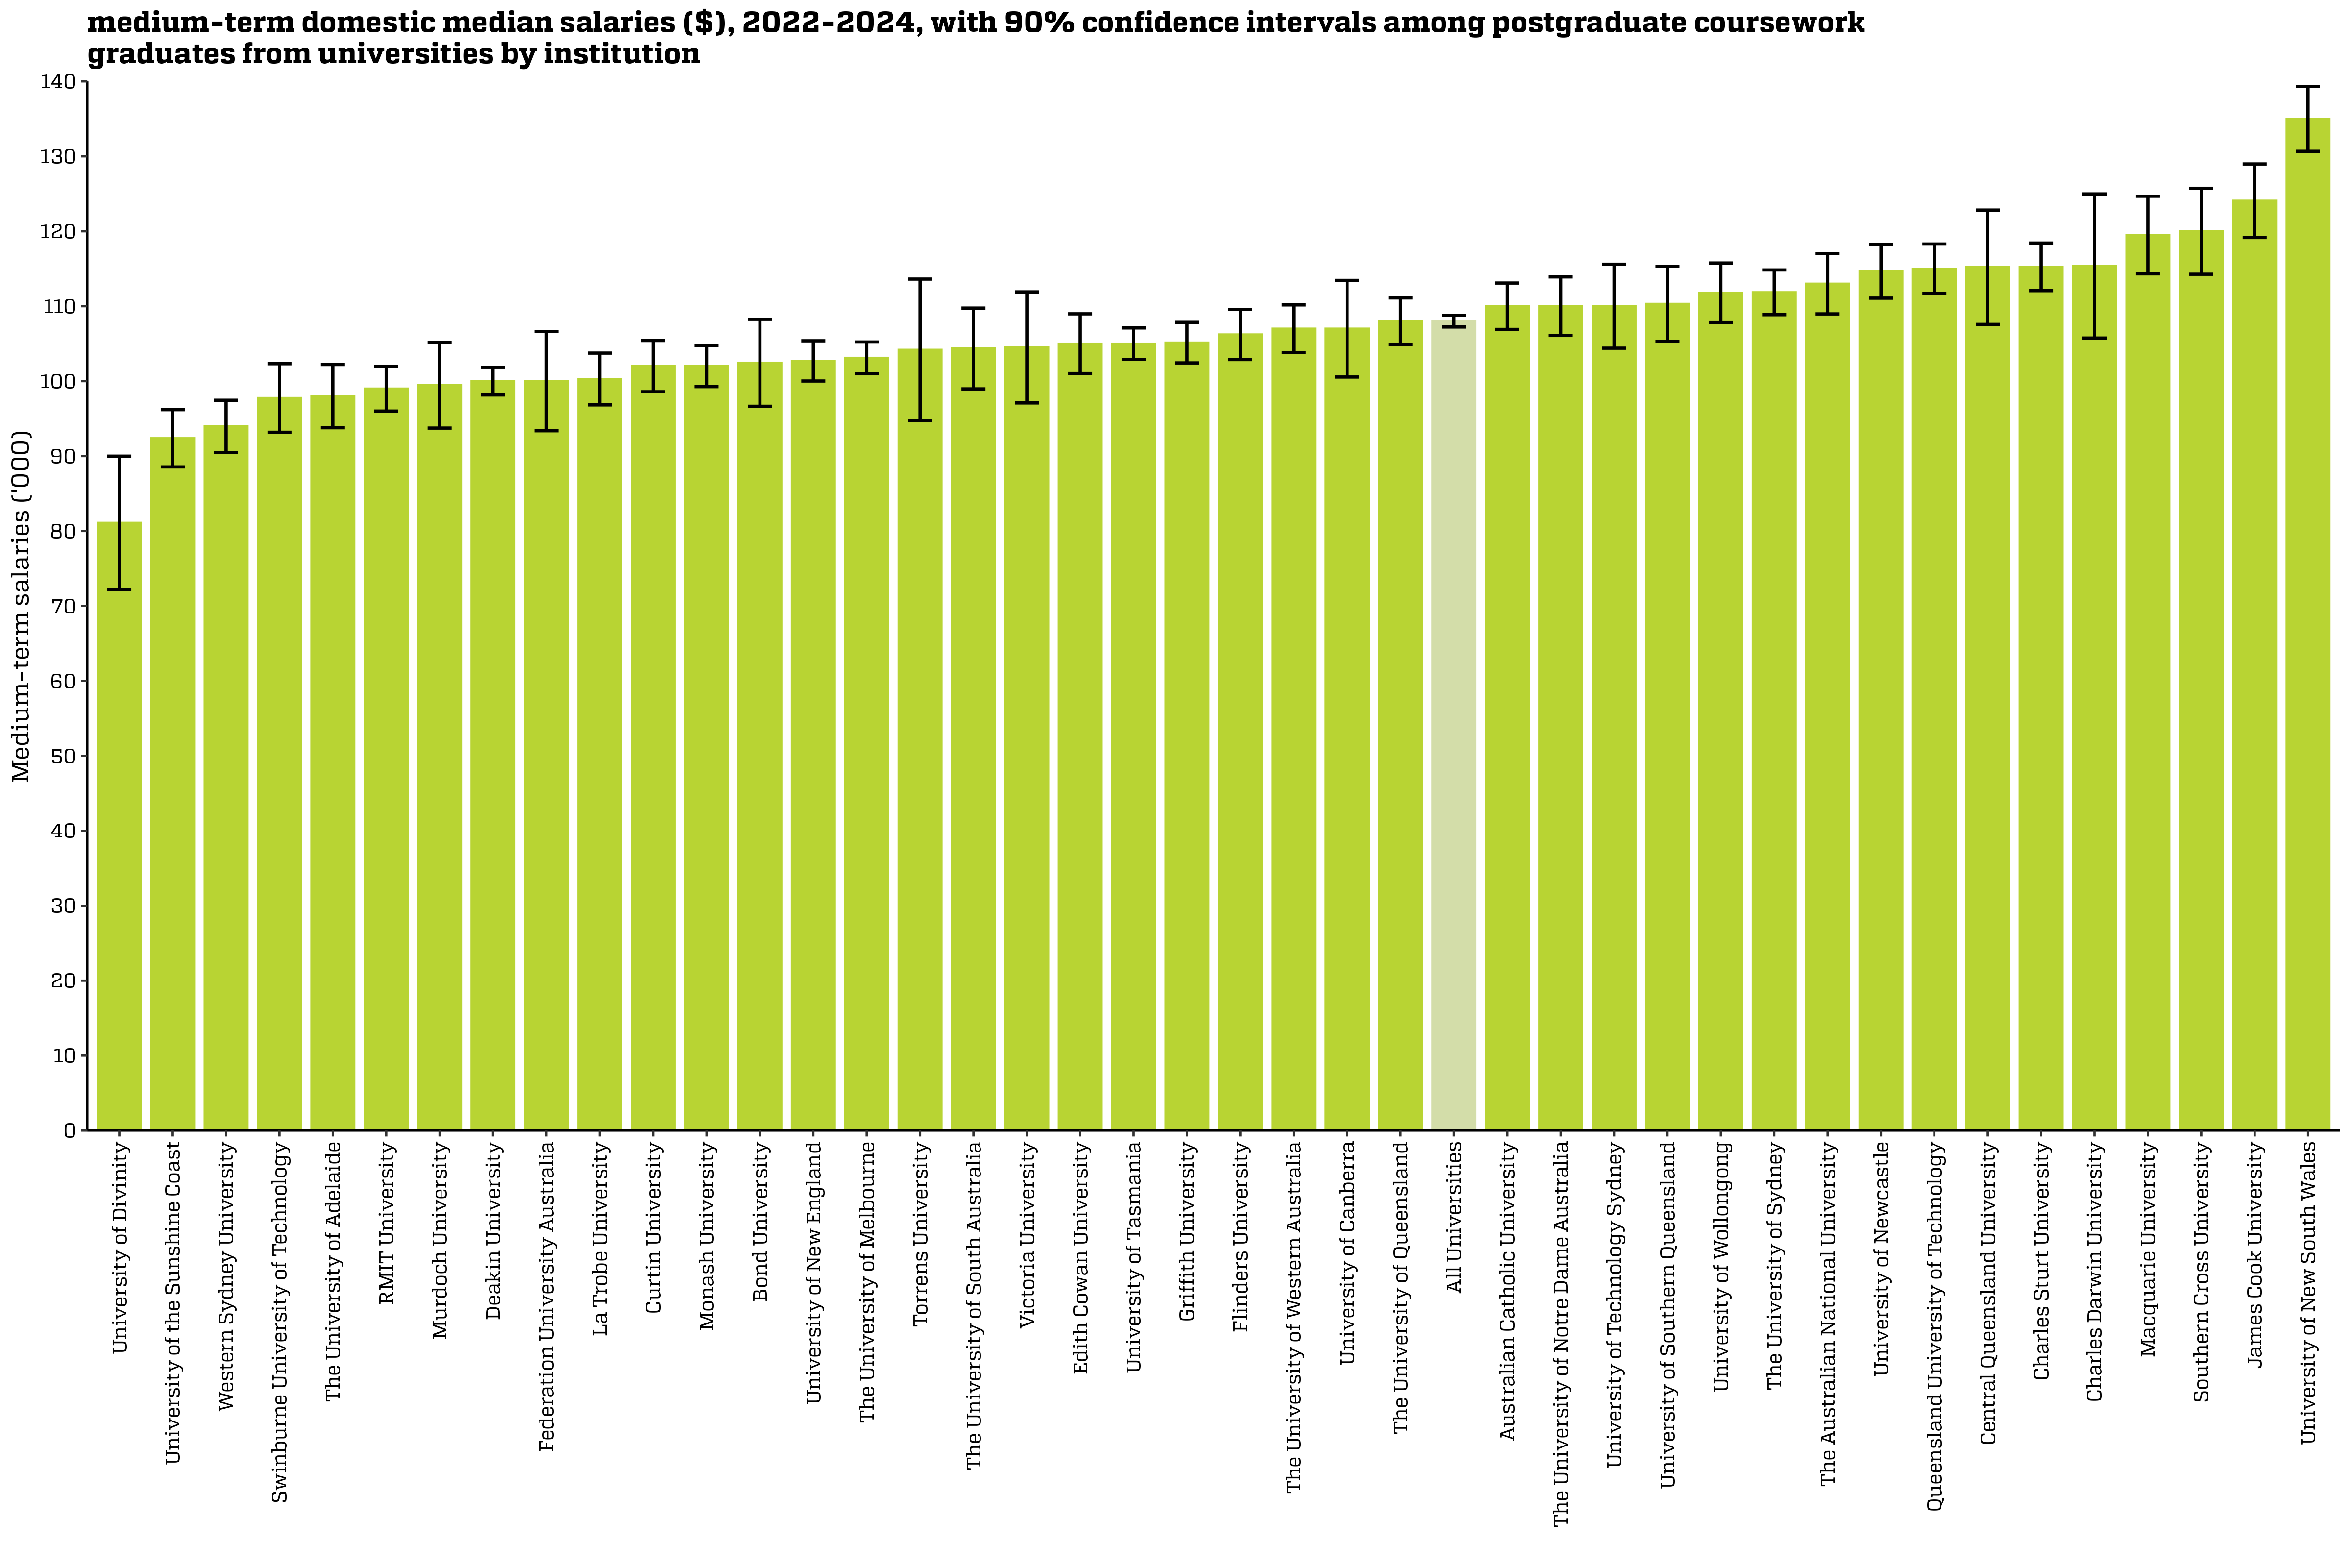 medium-term domestic median salaries ($), 2022-2024, with 90% confidence intervals among postgraduate coursework
graduates from universities by institution
Medium-term salaries ('000)
140
130
120
110
100
90
80
70
60
50
40
30
20
10
0
University of Divinity
University of the Sunshine Coast
Western Sydney University
Swinburne University of Technology
The University of Adelaide
RMIT University
Murdoch University
Deakin University
Federation University Australia
La Trobe University
Curtin University
Monash University
Bond University
University of New England
The University of Melbourne
Torrens University
The University of South Australia
Victoria University
Edith Cowan University
University of Tasmania
Griffith University
Flinders University
The University of Western Australia
University of Canberra
The University of Queensland
All Universities
Australian Catholic University
The University of Notre Dame Australia
University of Technology Sydney
University of Southern Queensland
University of Wollongong
The University of Sydney
The Australian National University
University of Newcastle
Queensland University of Technology
Central Queensland University
Charles Sturt University
Charles Darwin University
Macquarie University
Southern Cross University
James Cook University
University of New South Wales